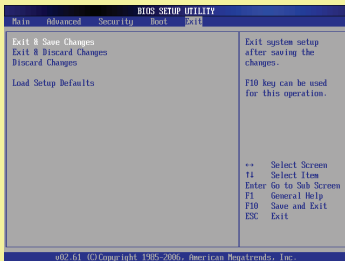 BIOS SETUP UTILITY
Main Advanced Security Boot Exit
Exit & Save Changes
Exit & Discard Changes
Discard Changes
Load Setup Defaults
Exit system setup
after saving the
changes.
F10 key can be used
for this operation.
↔ Select Screen
↑↓ Select Item
Enter Go to Sub Screen
F1 General Help
F10 Save and Exit
ESC Exit
v02.61 (C)Copyright 1985-2006, American Megatrends, Inc.